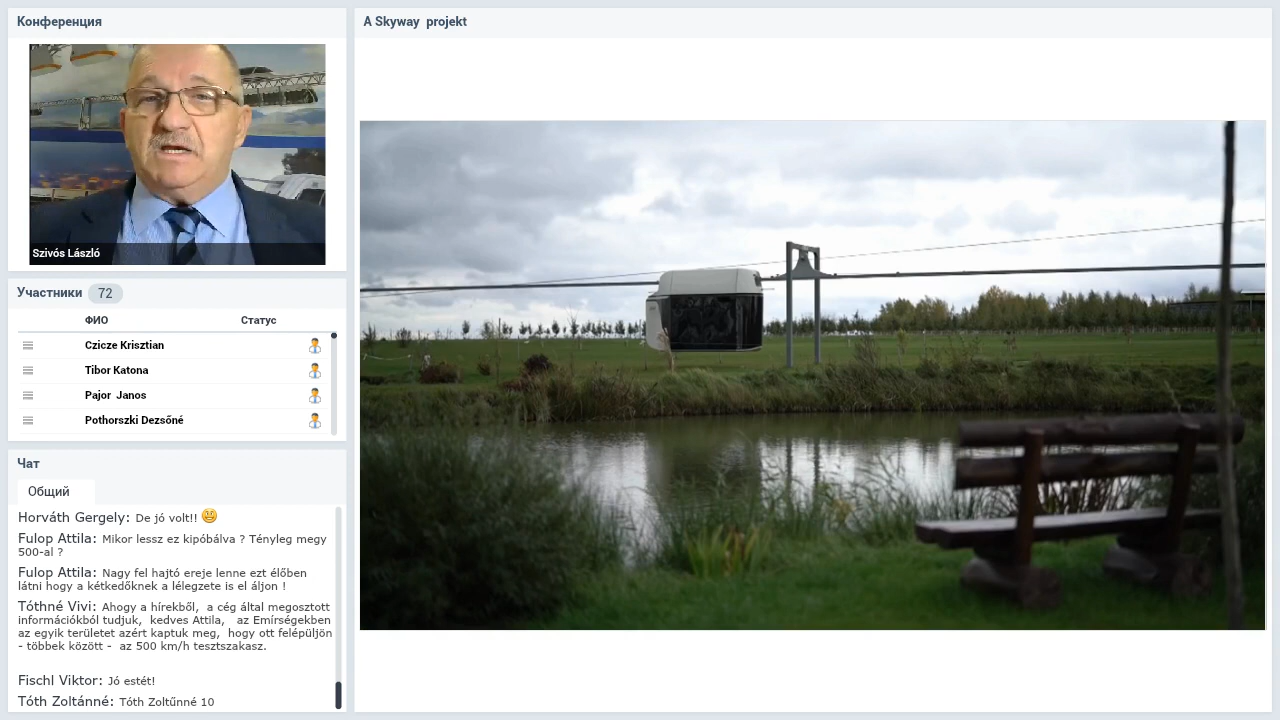 Конференция
Szivós László
Участники 72
ФИО Статус
Czicze Krisztian
Tibor Katona
Pajor Janos
Pothorszki Dezsőné
Чат
Общий
Horváth Gergely: De jó volt!!
Fulop Attila: Mikor lessz ez kipóbálva ? Tényleg megy
500-al ?
Fulop Attila: Nagy fel hajtó ereje lenne ezt élőben
látni hogy a kétkedőknek a lélegzete is el áljon !
Tóthné Vivi: Ahogy a hírekből, a cég által megosztott
információkból tudjuk, kedves Attila, az Emírségekben
az egyik területet azért kaptuk meg, hogy ott felépüljön
- többek között - az 500 km/h tesztszakasz.
Fischl Viktor: Jó estét!
Tóth Zoltánné: Tóth Zoltűnné 10
A Skyway projekt